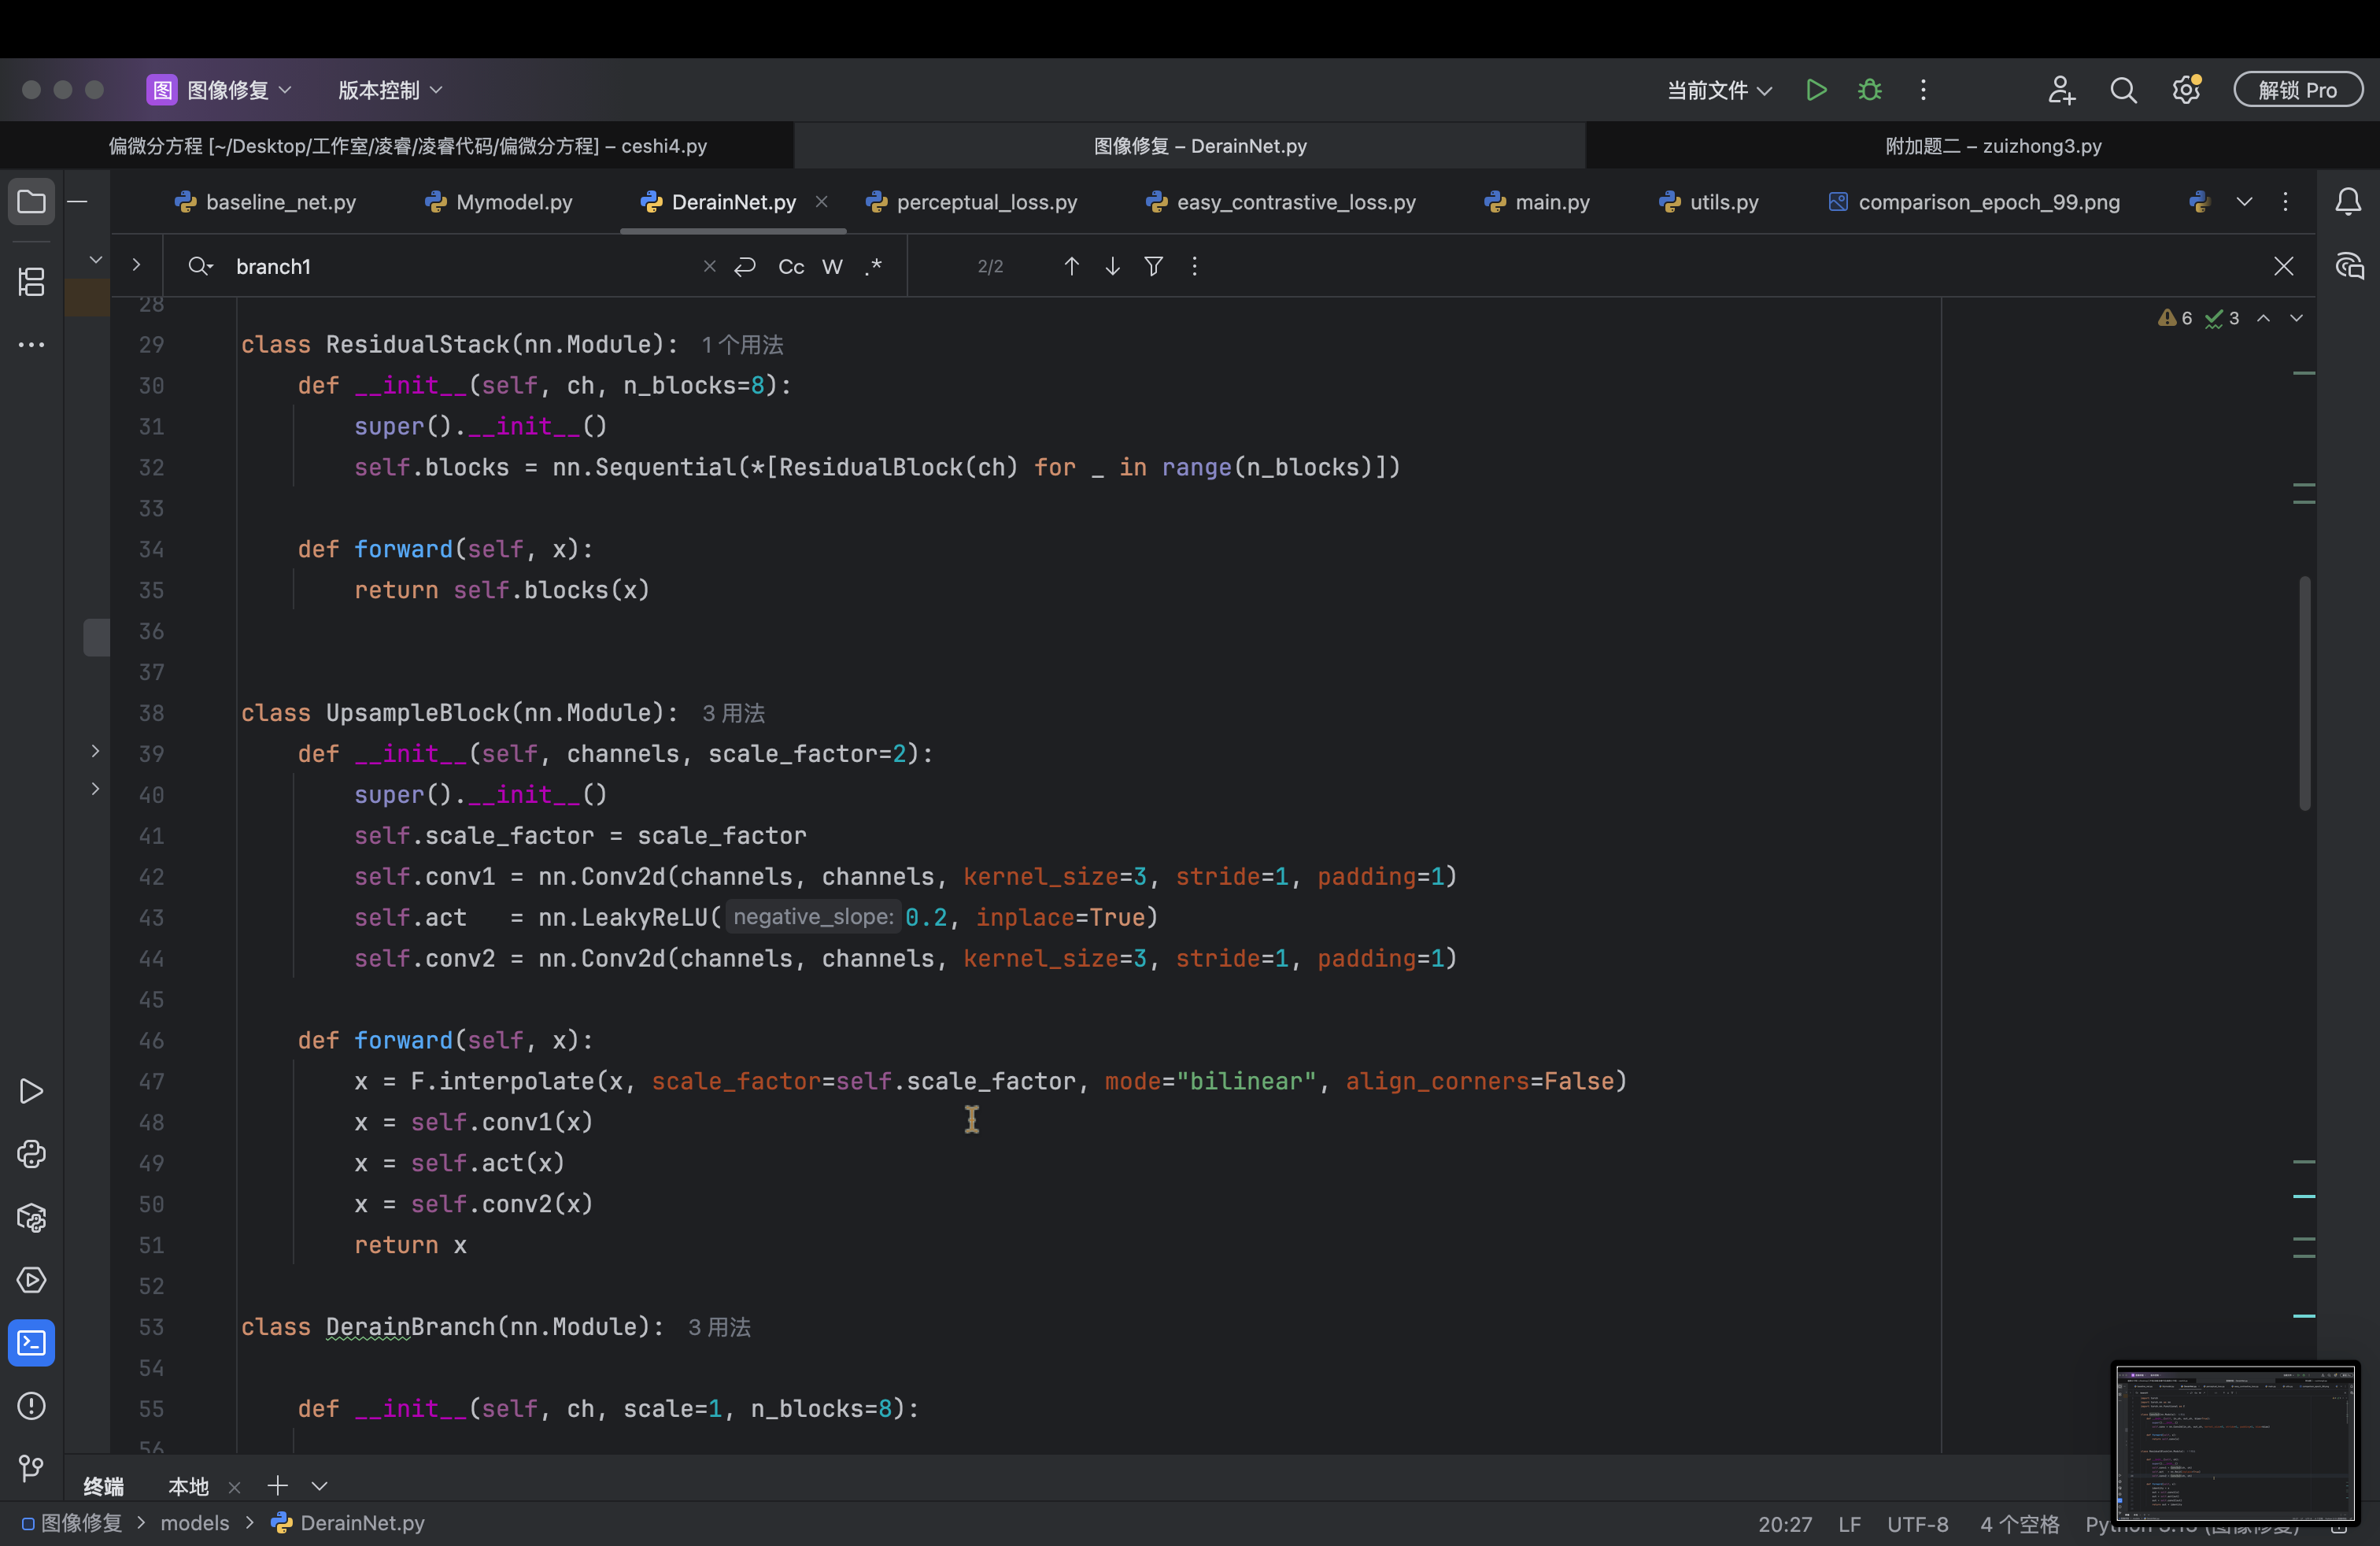 图 图像修复 版本控制 当前文件 解锁 Pro
偏微分方程 [~/Desktop/工作室/凌睿/凌睿代码/偏微分方程] – ceshi4.py 图像修复 – DerainNet.py 附加题二 – zuizhong3.py
baseline_net.py Mymodel.py DerainNet.py perceptual_loss.py easy_contrastive_loss.py main.py utils.py comparison_epoch_99.png
branch1 Cc W .* 2/2
28
6 3
29 class ResidualStack(nn.Module): 1 个用法
30 def __init__(self, ch, n_blocks=8):
31 super().__init__()
32 self.blocks = nn.Sequential(*[ResidualBlock(ch) for _ in range(n_blocks)])
33
34 def forward(self, x):
35 return self.blocks(x)
36
37
38 class UpsampleBlock(nn.Module): 3 用法
39 def __init__(self, channels, scale_factor=2):
40 super().__init__()
41 self.scale_factor = scale_factor
42 self.conv1 = nn.Conv2d(channels, channels, kernel_size=3, stride=1, padding=1)
43 self.act   = nn.LeakyReLU( negative_slope: 0.2, inplace=True)
44 self.conv2 = nn.Conv2d(channels, channels, kernel_size=3, stride=1, padding=1)
45
46 def forward(self, x):
47 x = F.interpolate(x, scale_factor=self.scale_factor, mode="bilinear", align_corners=False)
48 x = self.conv1(x)
49 x = self.act(x)
50 x = self.conv2(x)
51 return x
52
53 class DerainBranch(nn.Module): 3 用法
54
55 def __init__(self, ch, scale=1, n_blocks=8):
56
终端 本地
图像修复 models DerainNet.py 20:27 LF UTF-8 4 个空格